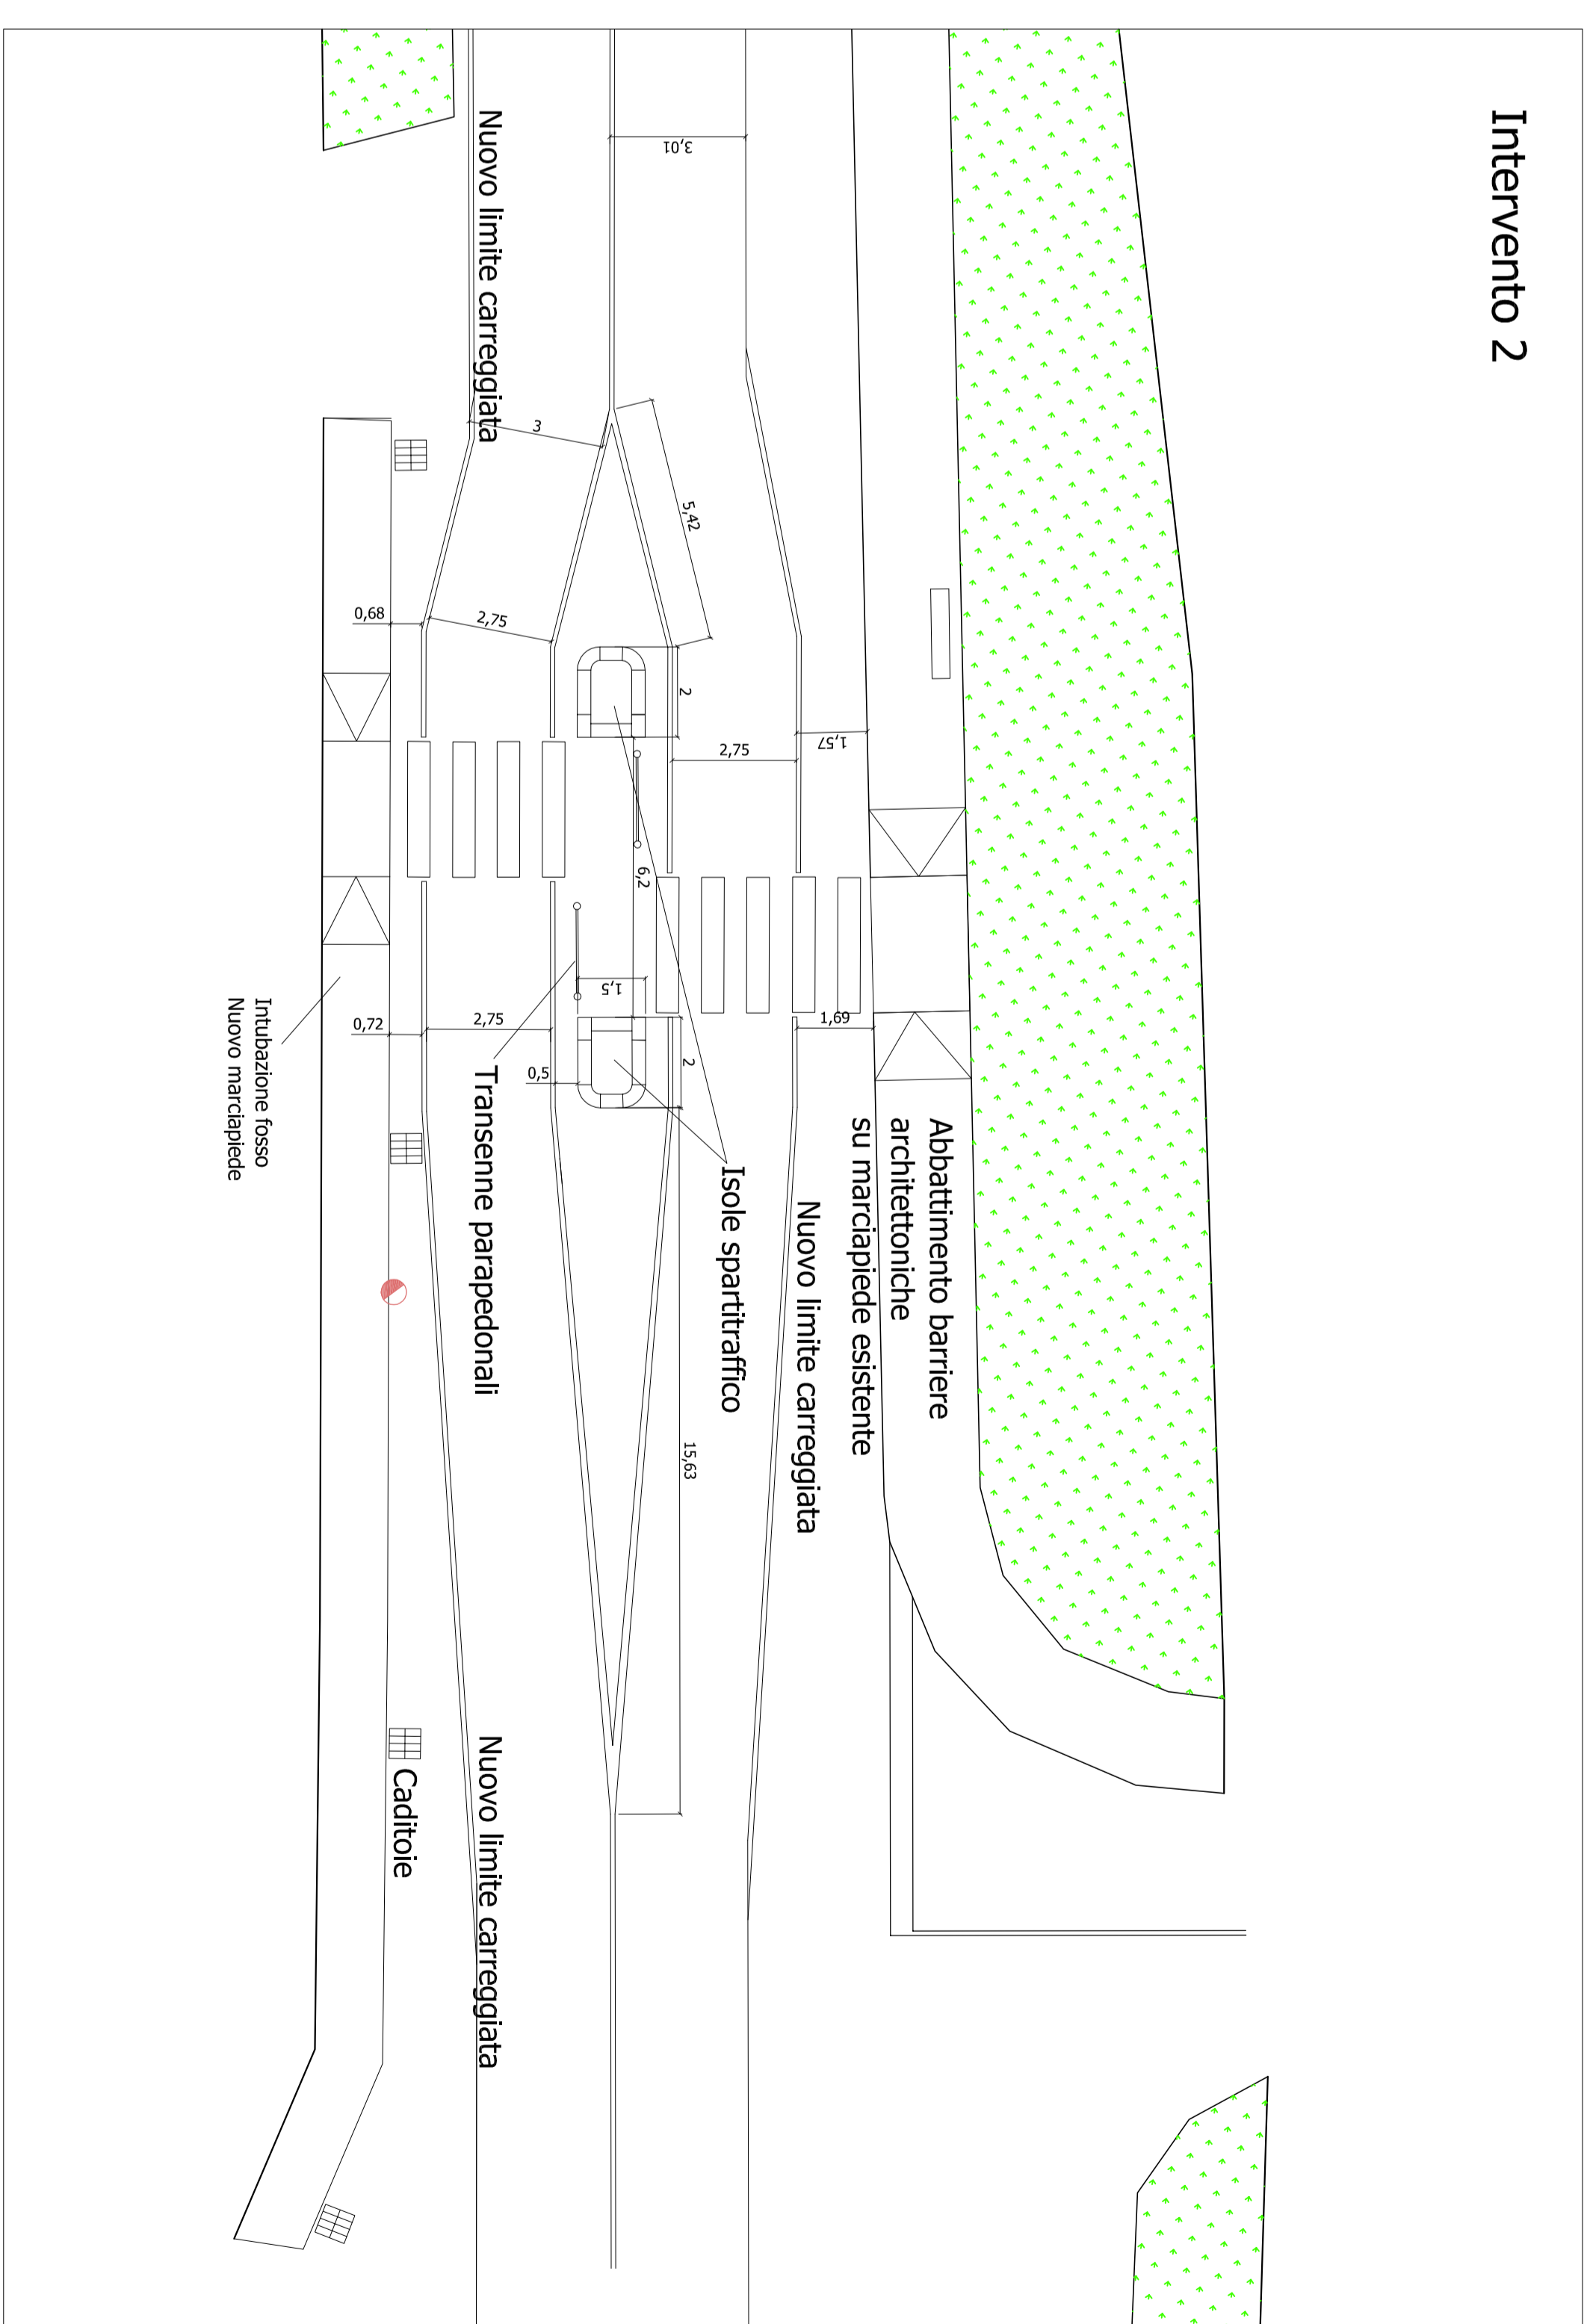 Intervento 2
Nuovo limite carreggiata
3,01
3
5,42
0,68
2,75
2
2,75
1,57
6,2
1,5
0,72
2,75
0,5
2
1,69
Intubazione fosso
Nuovo marciapiede
Transenne parapedonali
Isole spartitraffico
Nuovo limite carreggiata
Abbattimento barriere
architettoniche
su marciapiede esistente
15,63
Caditoie
Nuovo limite carreggiata